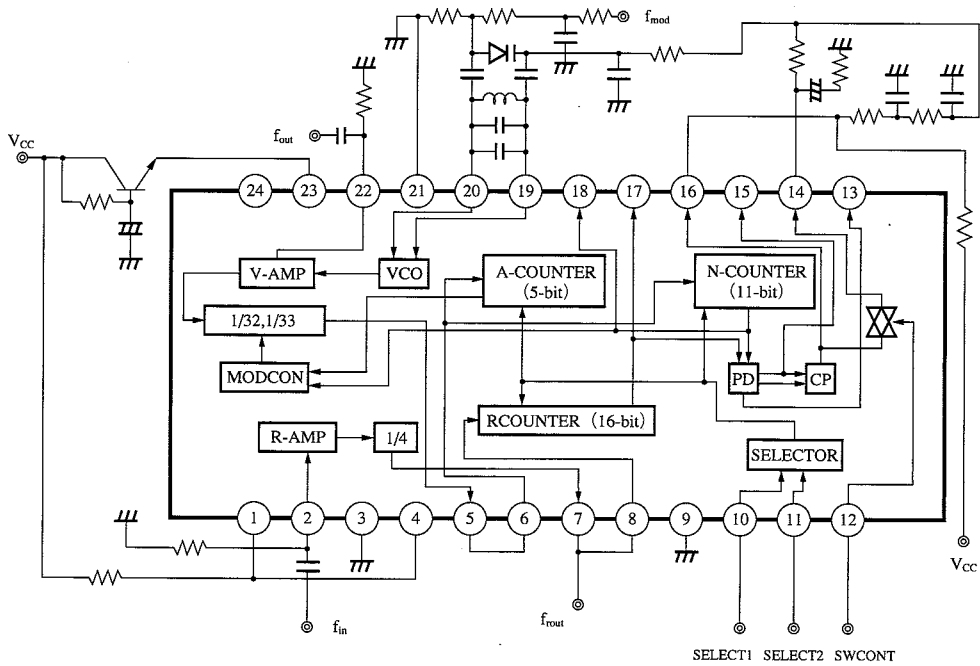 fmod
fout
VCC
24 23 22 21 20 19 18 17 16 15 14 13
V-AMP
VCO
A-COUNTER
(5-bit)
N-COUNTER
(11-bit)
1/32,1/33
MODCON
PD
CP
RCOUNTER (16-bit)
R-AMP
1/4
SELECTOR
1 2 3 4 5 6 7 8 9 10 11 12
VCC
fin
frout
SELECT1 SELECT2 SWCONT